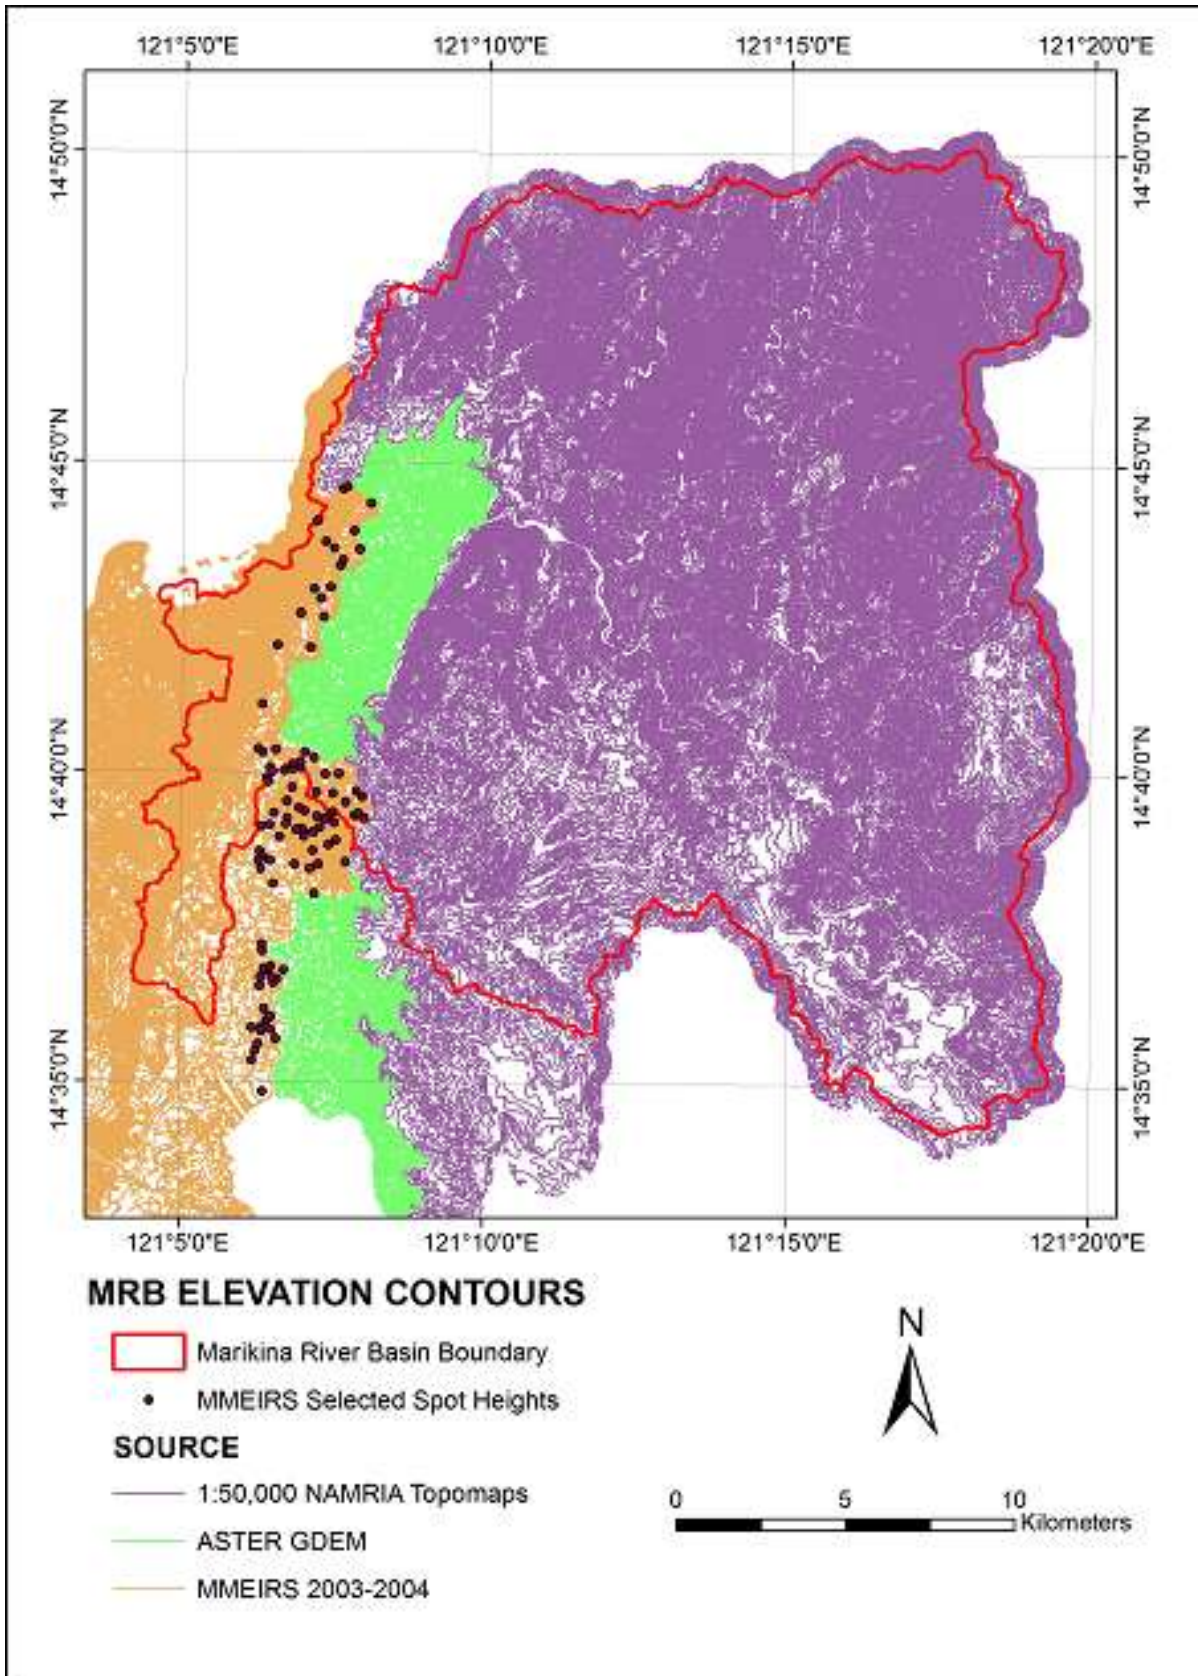 121°5'0"E 121°10'0"E 121°15'0"E 121°20'0"E
14°50'0"N 14°50'0"N
14°45'0"N 14°45'0"N
14°40'0"N 14°40'0"N
14°35'0"N 14°35'0"N
121°5'0"E 121°10'0"E 121°15'0"E 121°20'0"E
MRB ELEVATION CONTOURS
Marikina River Basin Boundary
N
MMEIRS Selected Spot Heights
SOURCE
1:50,000 NAMRIA Topomaps
0 5 10
Kilometers
ASTER GDEM
MMEIRS 2003-2004